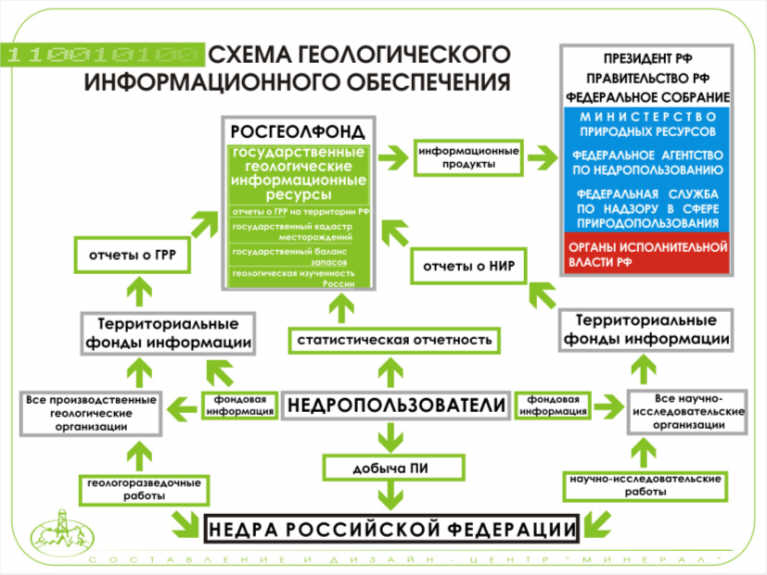 110010100
СХЕМА ГЕОЛОГИЧЕСКОГО
ИНФОРМАЦИОННОГО ОБЕСПЕЧЕНИЯ
ПРЕЗИДЕНТ РФ
ПРАВИТЕЛЬСТВО РФ
ФЕДЕРАЛЬНОЕ СОБРАНИЕ
МИНИСТЕРСТВО
ПРИРОДНЫХ РЕСУРСОВ
ФЕДЕРАЛЬНОЕ АГЕНТСТВО
ПО НЕДРОПОЛЬЗОВАНИЮ
ФЕДЕРАЛЬНАЯ СЛУЖБА
ПО НАДЗОРУ В СФЕРЕ
ПРИРОДОПОЛЬЗОВАНИЯ
ОРГАНЫ ИСПОЛНИТЕЛЬНОЙ
ВЛАСТИ РФ
РОСГЕОЛФОНД
государственные
геологические
информационные
ресурсы
отчеты о ГРР на территории РФ
государственный кадастр
месторождений
государственный баланс
запасов
геологическая изученность
России
информационные
продукты
отчеты о ГРР
отчеты о НИР
Территориальные
фонды информации
статистическая отчетность
Территориальные
фонды информации
Все производственные
геологические
организации
фондовая
информация
НЕДРОПОЛЬЗОВАТЕЛИ
фондовая
информация
Все научно-
исследовательские
организации
добыча ПИ
геологоразведочные
работы
научно-исследовательские
работы
НЕДРА РОССИЙСКОЙ ФЕДЕРАЦИИ
СОСТАВЛЕНИЕ И ДИЗАЙН - ЦЕНТР "МИНЕРАЛ"